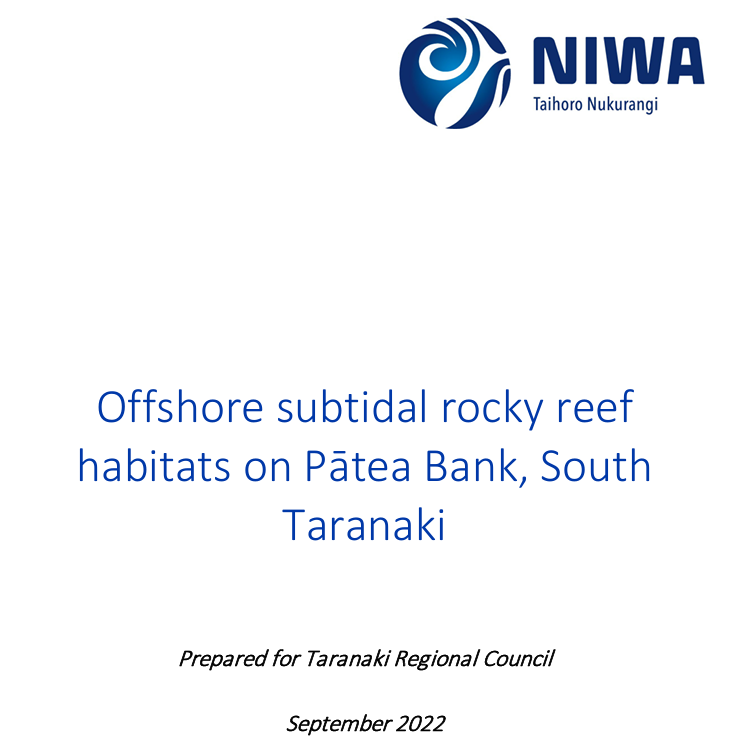 NIWA
Taihoro Nukurangi
Offshore subtidal rocky reef
habitats on Pātea Bank, South
Taranaki
Prepared for Taranaki Regional Council
September 2022